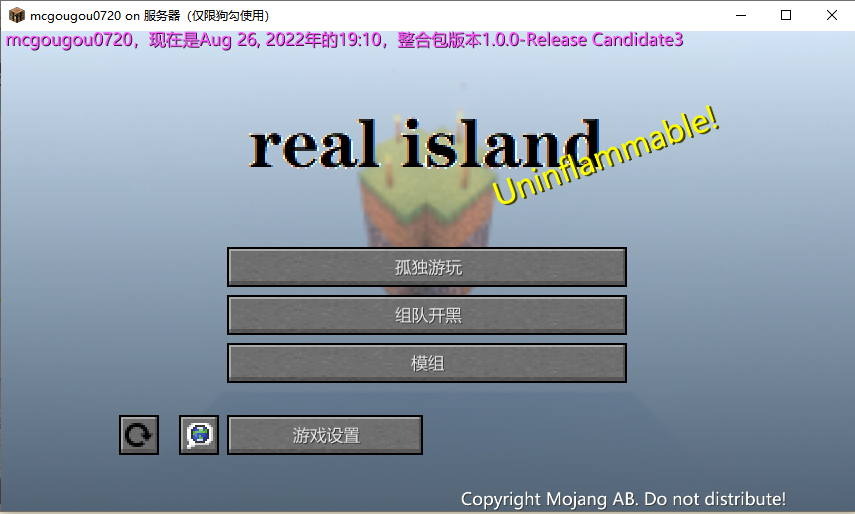 mcgougou0720 on 服务器（仅限狗勾使用）
mcgougou0720，现在是Aug 26, 2022年的19:10，整合包版本1.0.0-Release Candidate3
real island
Uninflammable!
孤独游玩
组队开黑
模组
游戏设置
Copyright Mojang AB. Do not distribute!